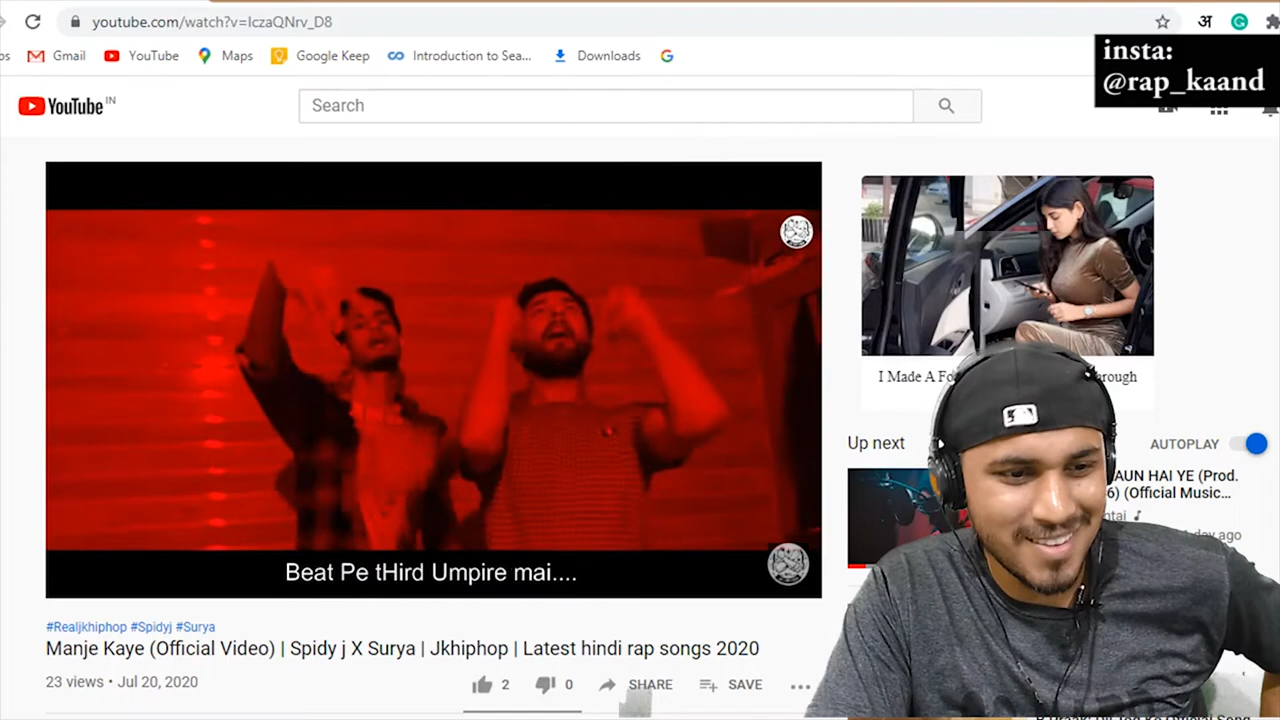 youtube.com/watch?v=IczaQNrv_D8
Gmail YouTube Maps Google Keep Introduction to Sea... Downloads
insta:
@rap_kaand
YouTube IN
Search
Beat Pe tHird Umpire mai....
I Made A
Up next AUTOPLAY
AUN HAI YE (Prod.
6) (Official Music...
day ago
#Realjkhiphop #Spidyj #Surya
Manje Kaye (Official Video) | Spidy j X Surya | Jkhiphop | Latest hindi rap songs 2020
23 views • Jul 20, 2020
2 0 SHARE SAVE